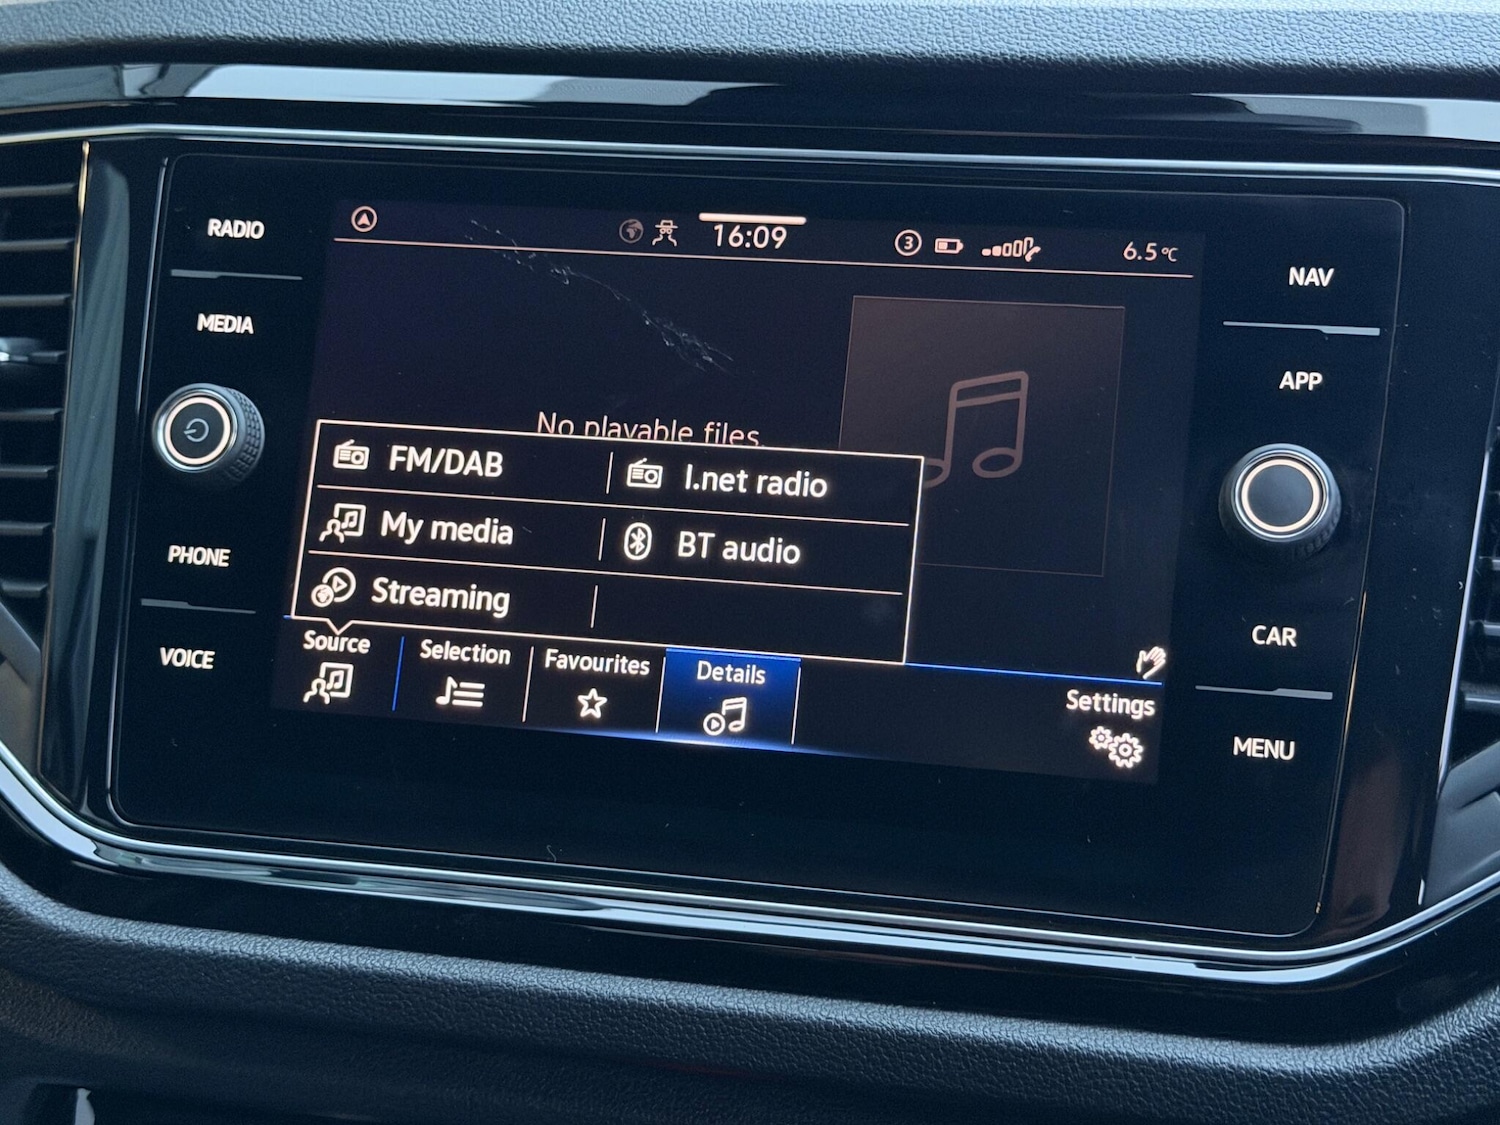 RADIO
MEDIA
PHONE
VOICE
16:09
3
6.5°C
No playable files.
FM/DAB
I.net radio
My media
BT audio
Streaming
Source
Selection
Favourites
Details
Settings
NAV
APP
CAR
MENU